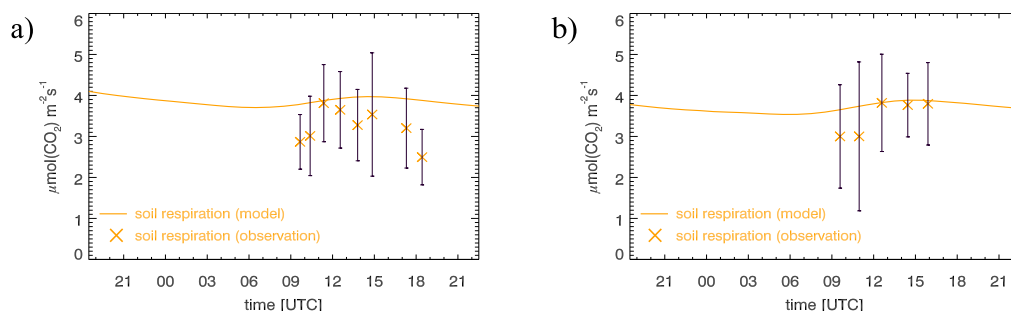 a)
6
5
4
3
2
1
0
μmol(CO₂) m⁻²s⁻¹
soil respiration (model)
soil respiration (observation)
21 00 03 06 09 12 15 18 21
time [UTC]
b)
6
5
4
3
2
1
0
μmol(CO₂) m⁻²s⁻¹
soil respiration (model)
soil respiration (observation)
21 00 03 06 09 12 15 18 21
time [UTC]